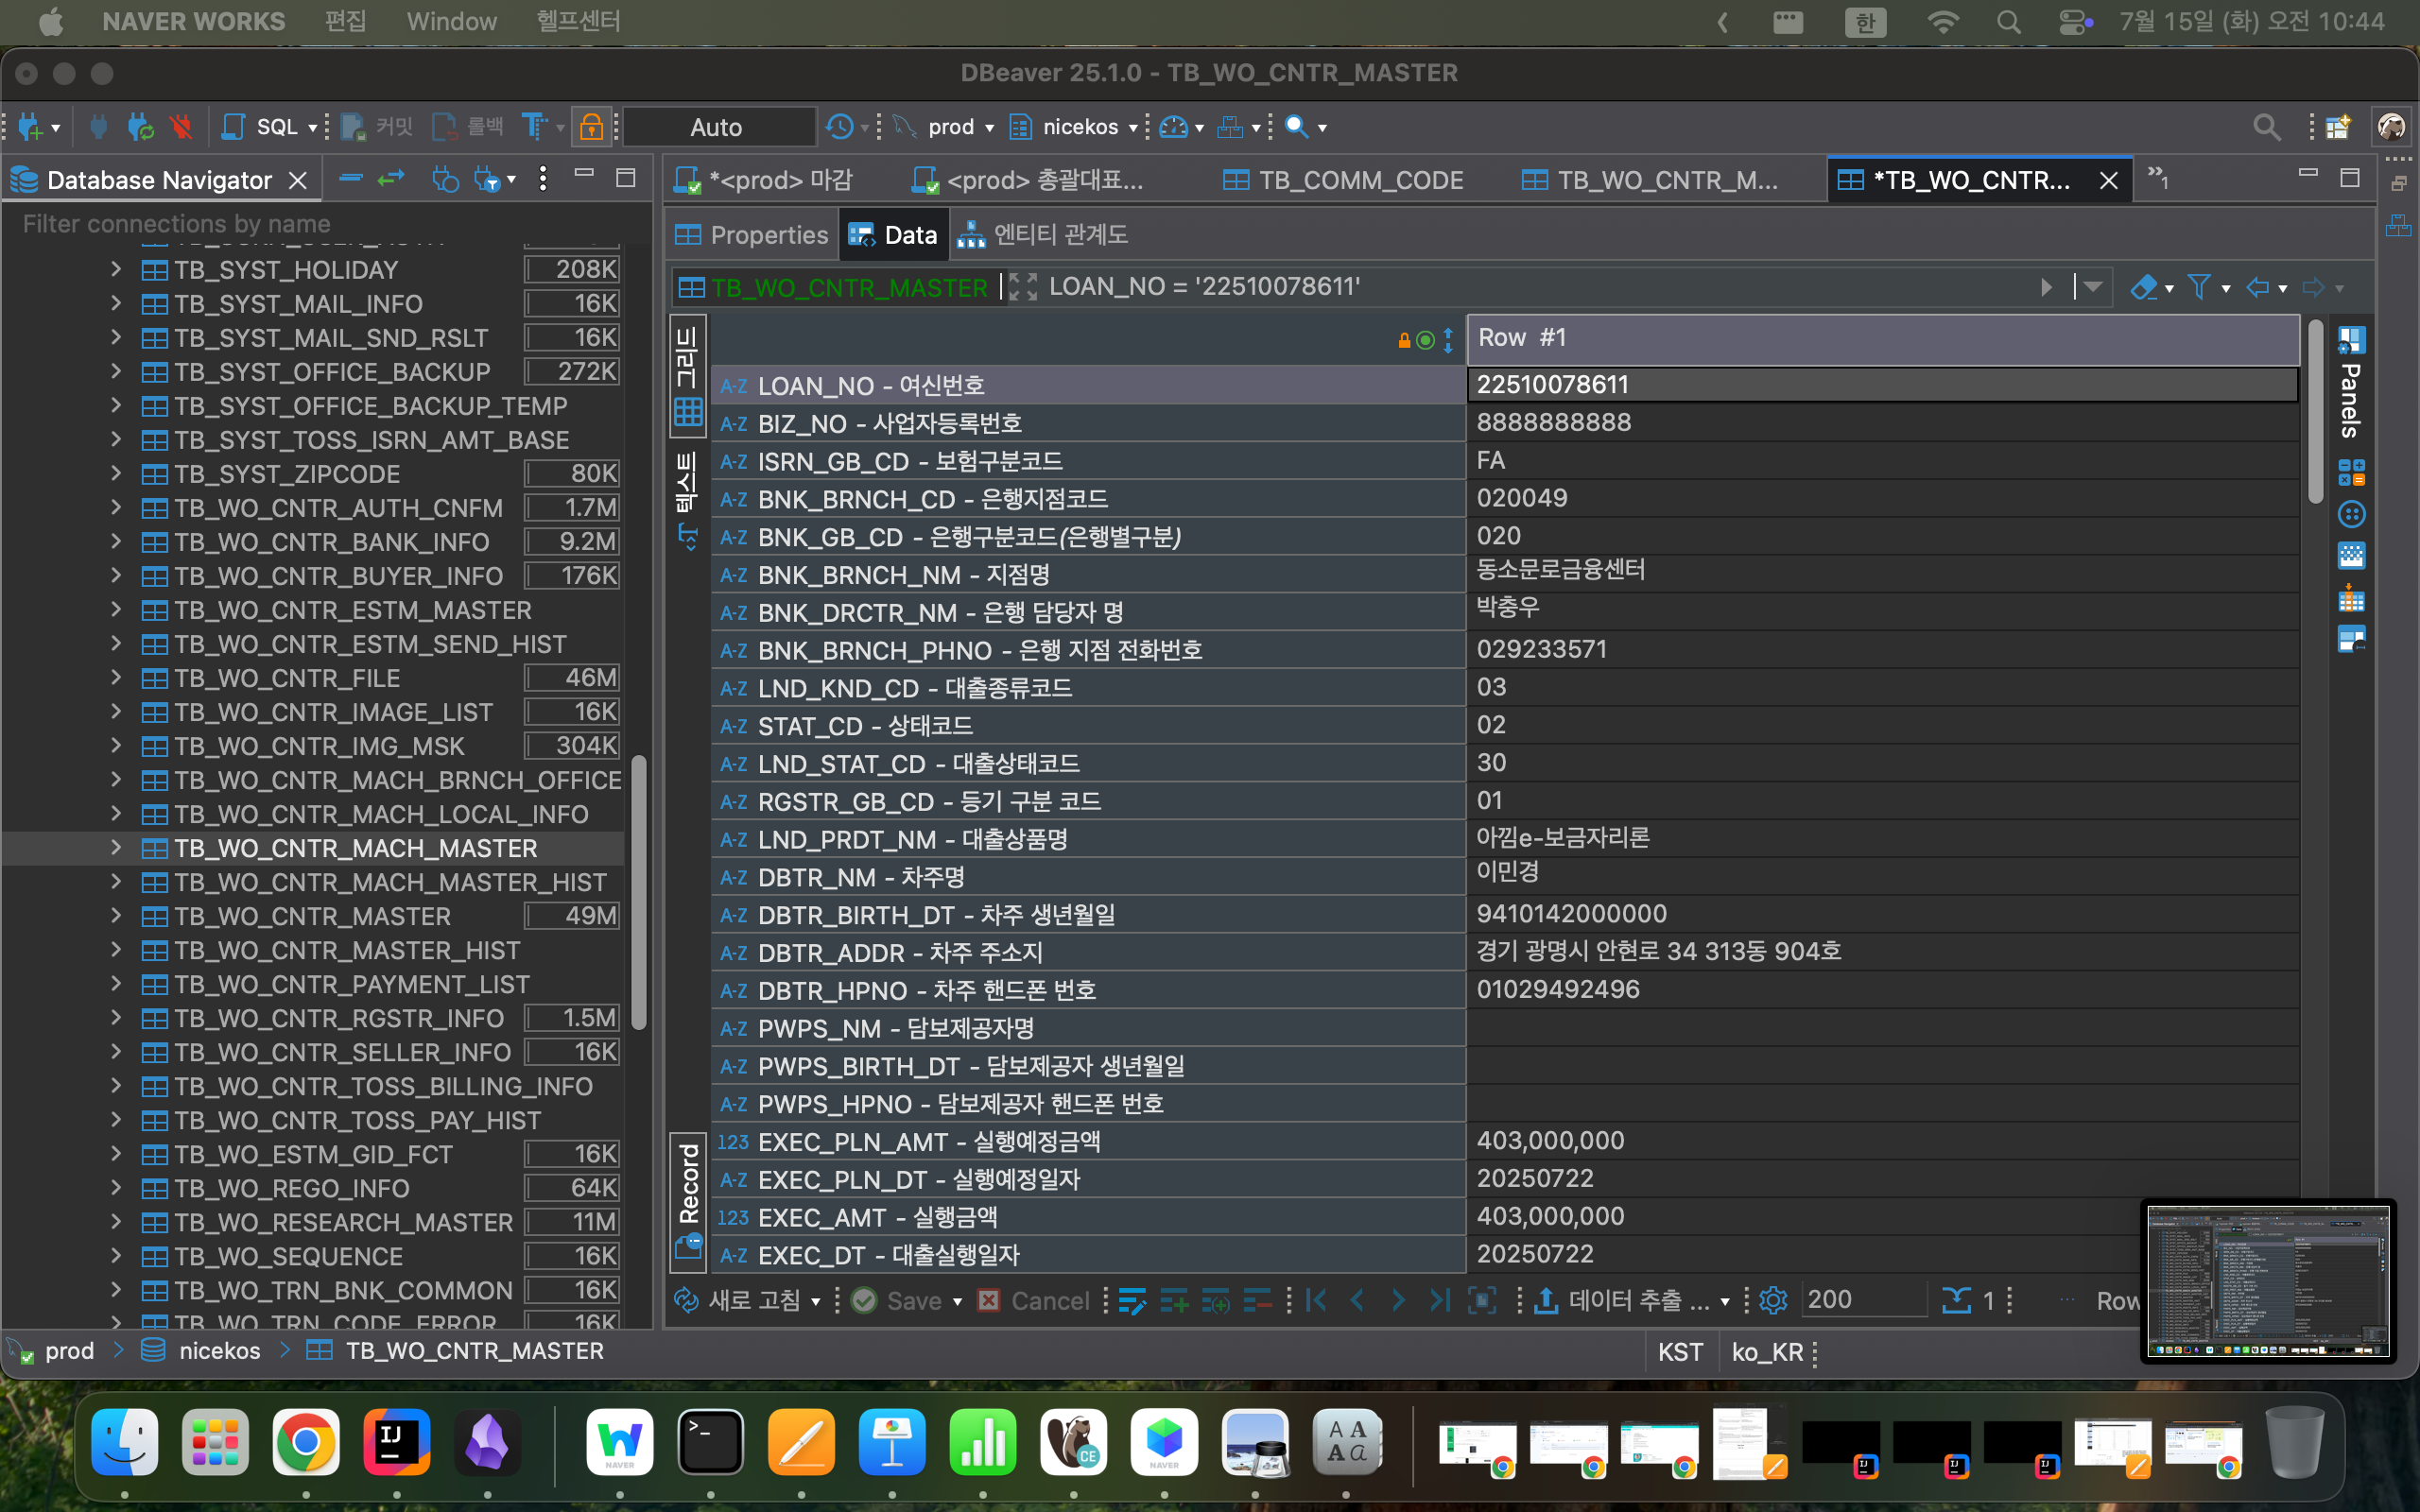 NAVER WORKS 편집 Window 헬프센터 한 7월 15일 (화) 오전 10:44
DBeaver 25.1.0 - TB_WO_CNTR_MASTER
SQL 커밋 롤백 Auto prod nicekos
Database Navigator
*<prod> 마감 <prod> 총괄대표... TB_COMM_CODE TB_WO_CNTR_M... *TB_WO_CNTR... »1
Filter connections by name
Properties Data 엔티티 관계도
TB_WO_CNTR_MASTER LOAN_NO = '22510078611'
TB_SYST_HOLIDAY 208K
TB_SYST_MAIL_INFO 16K
TB_SYST_MAIL_SND_RSLT 16K
TB_SYST_OFFICE_BACKUP 272K
TB_SYST_OFFICE_BACKUP_TEMP
TB_SYST_TOSS_ISRN_AMT_BASE
TB_SYST_ZIPCODE 80K
TB_WO_CNTR_AUTH_CNFM 1.7M
TB_WO_CNTR_BANK_INFO 9.2M
TB_WO_CNTR_BUYER_INFO 176K
TB_WO_CNTR_ESTM_MASTER
TB_WO_CNTR_ESTM_SEND_HIST
TB_WO_CNTR_FILE 46M
TB_WO_CNTR_IMAGE_LIST 16K
TB_WO_CNTR_IMG_MSK 304K
TB_WO_CNTR_MACH_BRNCH_OFFICE
TB_WO_CNTR_MACH_LOCAL_INFO
TB_WO_CNTR_MACH_MASTER
TB_WO_CNTR_MACH_MASTER_HIST
TB_WO_CNTR_MASTER 49M
TB_WO_CNTR_MASTER_HIST
TB_WO_CNTR_PAYMENT_LIST
TB_WO_CNTR_RGSTR_INFO 1.5M
TB_WO_CNTR_SELLER_INFO 16K
TB_WO_CNTR_TOSS_BILLING_INFO
TB_WO_CNTR_TOSS_PAY_HIST
TB_WO_ESTM_GID_FCT 16K
TB_WO_REGO_INFO 64K
TB_WO_RESEARCH_MASTER 11M
TB_WO_SEQUENCE 16K
TB_WO_TRN_BNK_COMMON 16K
TB_WO_TRN_CODE_ERROR 16K
그리드
텍스트
Record
Panels
Row #1
A-Z LOAN_NO - 여신번호 22510078611
A-Z BIZ_NO - 사업자등록번호 8888888888
A-Z ISRN_GB_CD - 보험구분코드 FA
A-Z BNK_BRNCH_CD - 은행지점코드 020049
A-Z BNK_GB_CD - 은행구분코드(은행별구분) 020
A-Z BNK_BRNCH_NM - 지점명 동소문로금융센터
A-Z BNK_DRCTR_NM - 은행 담당자 명 박충우
A-Z BNK_BRNCH_PHNO - 은행 지점 전화번호 029233571
A-Z LND_KND_CD - 대출종류코드 03
A-Z STAT_CD - 상태코드 02
A-Z LND_STAT_CD - 대출상태코드 30
A-Z RGSTR_GB_CD - 등기 구분 코드 01
A-Z LND_PRDT_NM - 대출상품명 아낌e-보금자리론
A-Z DBTR_NM - 차주명 이민경
A-Z DBTR_BIRTH_DT - 차주 생년월일 9410142000000
A-Z DBTR_ADDR - 차주 주소지 경기 광명시 안현로 34 313동 904호
A-Z DBTR_HPNO - 차주 핸드폰 번호 01029492496
A-Z PWPS_NM - 담보제공자명
A-Z PWPS_BIRTH_DT - 담보제공자 생년월일
A-Z PWPS_HPNO - 담보제공자 핸드폰 번호
123 EXEC_PLN_AMT - 실행예정금액 403,000,000
A-Z EXEC_PLN_DT - 실행예정일자 20250722
123 EXEC_AMT - 실행금액 403,000,000
A-Z EXEC_DT - 대출실행일자 20250722
새로 고침 Save Cancel 데이터 추출 ... 200 1 ... Row
prod nicekos TB_WO_CNTR_MASTER KST ko_KR